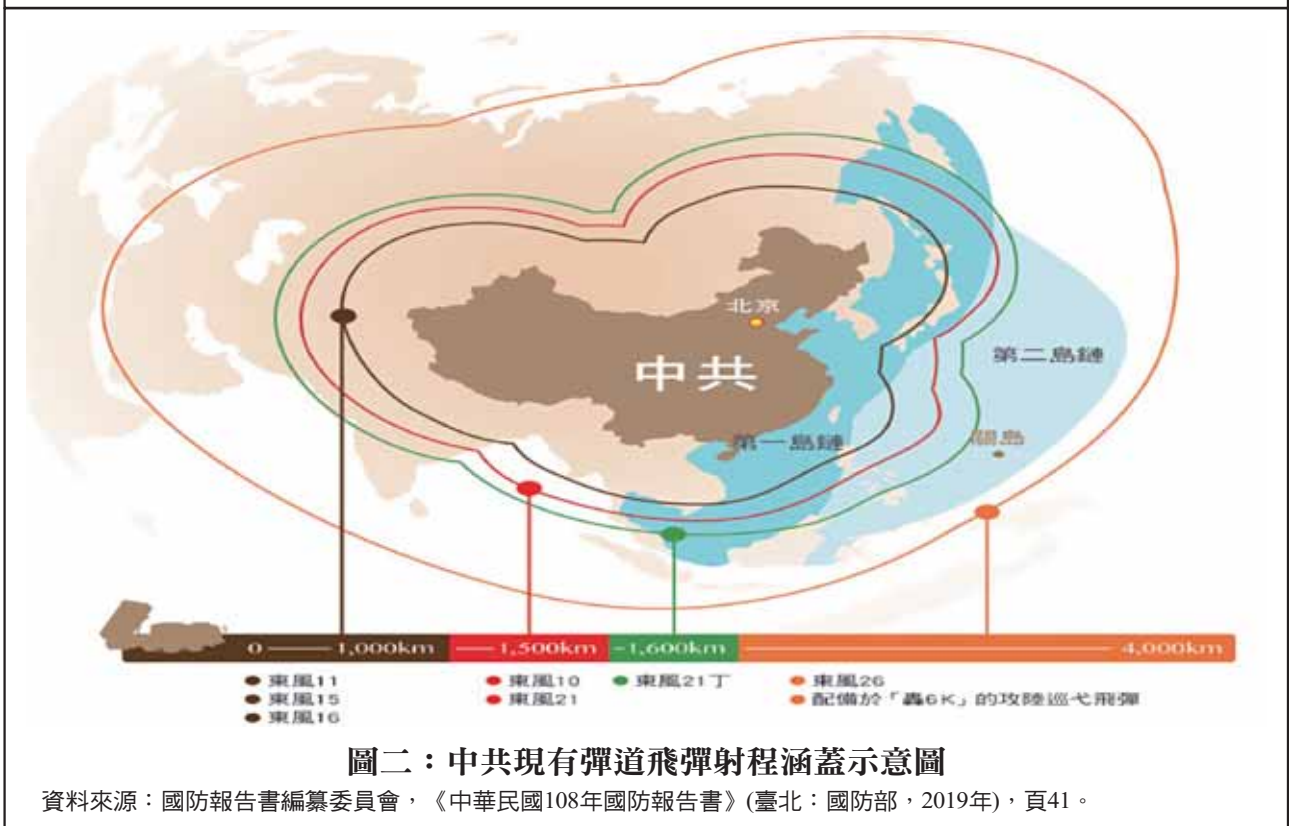 北京
中共
第二島鏈
第一島鏈
關島
0 1,000km 1,500km 1,600km 4,000km
東風11
東風15
東風16
東風10
東風21
東風21丁
東風26
配備於「轟6K」的攻陸巡弋飛彈
圖二：中共現有彈道飛彈射程涵蓋示意圖
資料來源：國防報告書編纂委員會，《中華民國108年國防報告書》(臺北：國防部，2019年)，頁41。